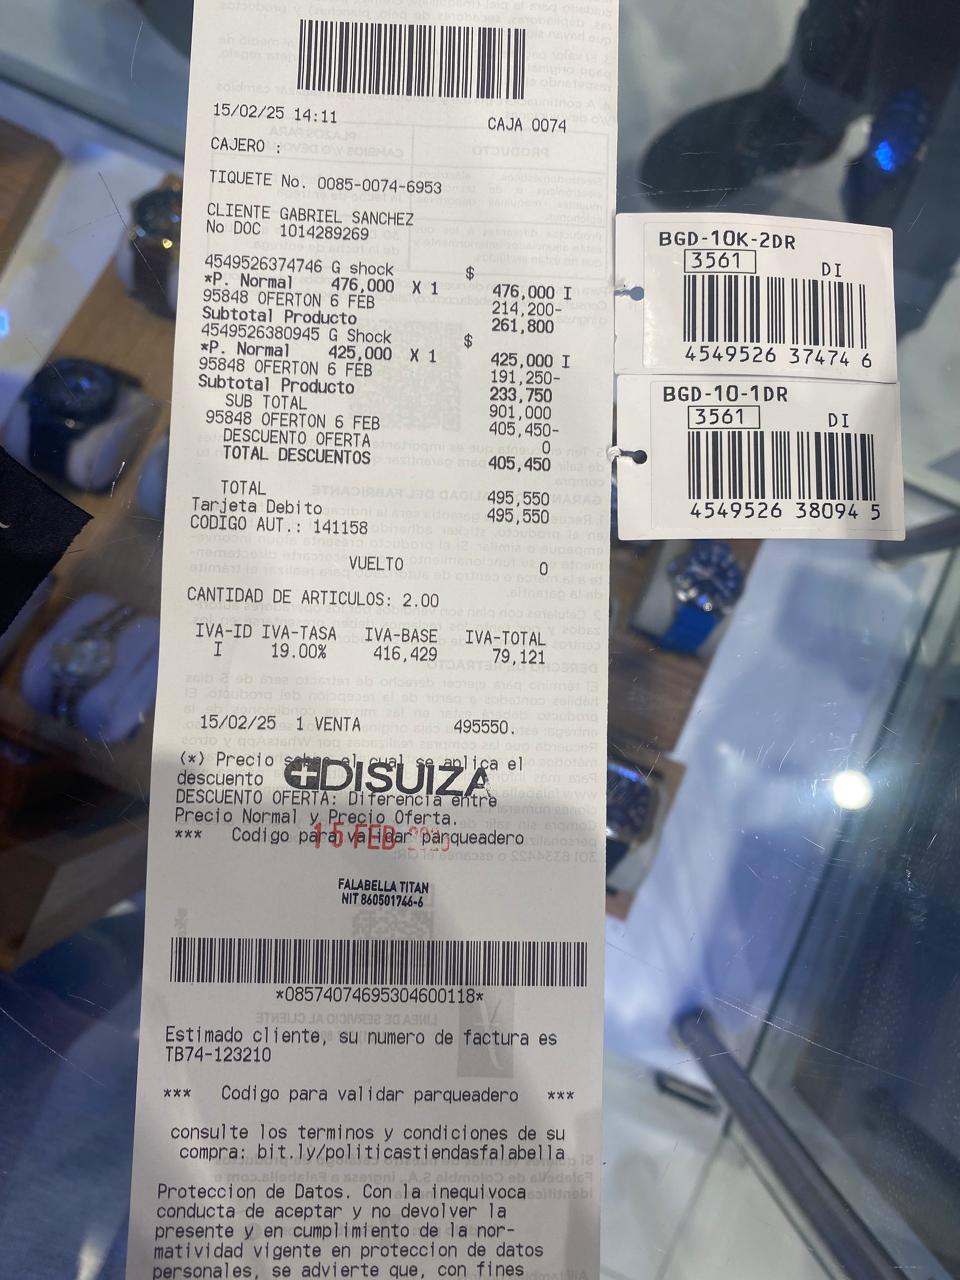 15/02/25 14:11 CAJA 0074
CAJERO :
TIQUETE No. 0085-0074-6953
CLIENTE GABRIEL SANCHEZ
No DOC 1014289269
4549526374746 G shock $
*P. Normal 476,000 X 1 476,000 I
95848 OFERTON 6 FEB 214,200-
Subtotal Producto 261,800
4549526380945 G Shock $
*P. Normal 425,000 X 1 425,000 I
95848 OFERTON 6 FEB 191,250-
Subtotal Producto 233,750
SUB TOTAL 901,000
95848 OFERTON 6 FEB 405,450-
DESCUENTO OFERTA 0
TOTAL DESCUENTOS 405,450
TOTAL 495,550
Tarjeta Debito 495,550
CODIGO AUT.: 141158
VUELTO 0
CANTIDAD DE ARTICULOS: 2.00
IVA-ID IVA-TASA IVA-BASE IVA-TOTAL
I 19.00% 416,429 79,121
15/02/25 1 VENTA 495550.
(*) Precio sobre el cual se aplica el
descuento
DISUIZA
DESCUENTO OFERTA: Diferencia entre
Precio Normal y Precio Oferta.
*** Codigo para validar parqueadero
15 FEB
FALABELLA TITAN
NIT 860501746-6
*08574074695304600118*
Estimado cliente, su numero de factura es
TB74-123210
*** Codigo para validar parqueadero ***
consulte los terminos y condiciones de su
compra: bit.ly/politicastiendasfalabella
Proteccion de Datos. Con la inequivoca
conducta de aceptar y no devolver la
presente y en cumplimiento de la nor-
matividad vigente en proteccion de datos
personales, se advierte que, con fines
BGD-10K-2DR
3561 DI
4549526 37474 6
BGD-10-1DR
3561 DI
4549526 38094 5